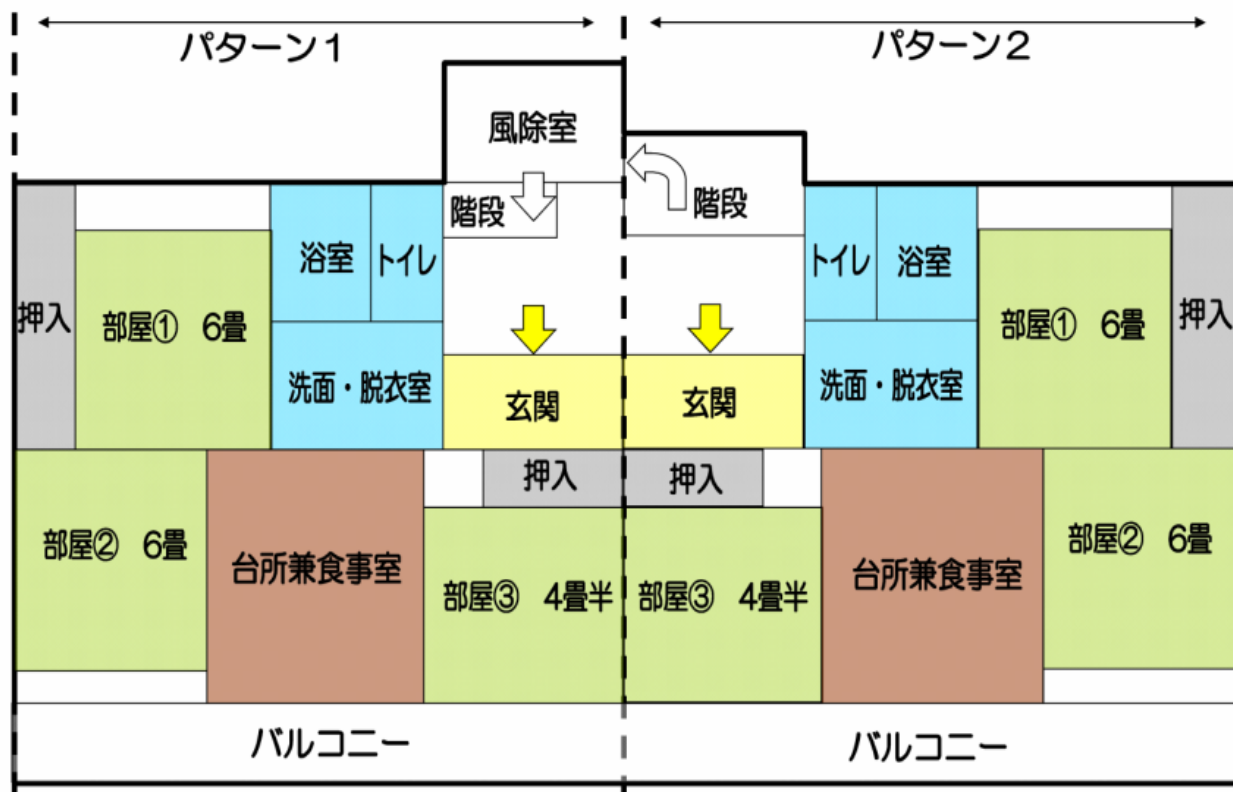 パターン1
パターン2
風除室
階段
階段
浴室
トイレ
トイレ
浴室
押入
部屋① 6畳
部屋① 6畳
押入
洗面・脱衣室
玄関
玄関
洗面・脱衣室
押入
押入
部屋② 6畳
台所兼食事室
部屋③ 4畳半
部屋③ 4畳半
台所兼食事室
部屋② 6畳
バルコニー
バルコニー